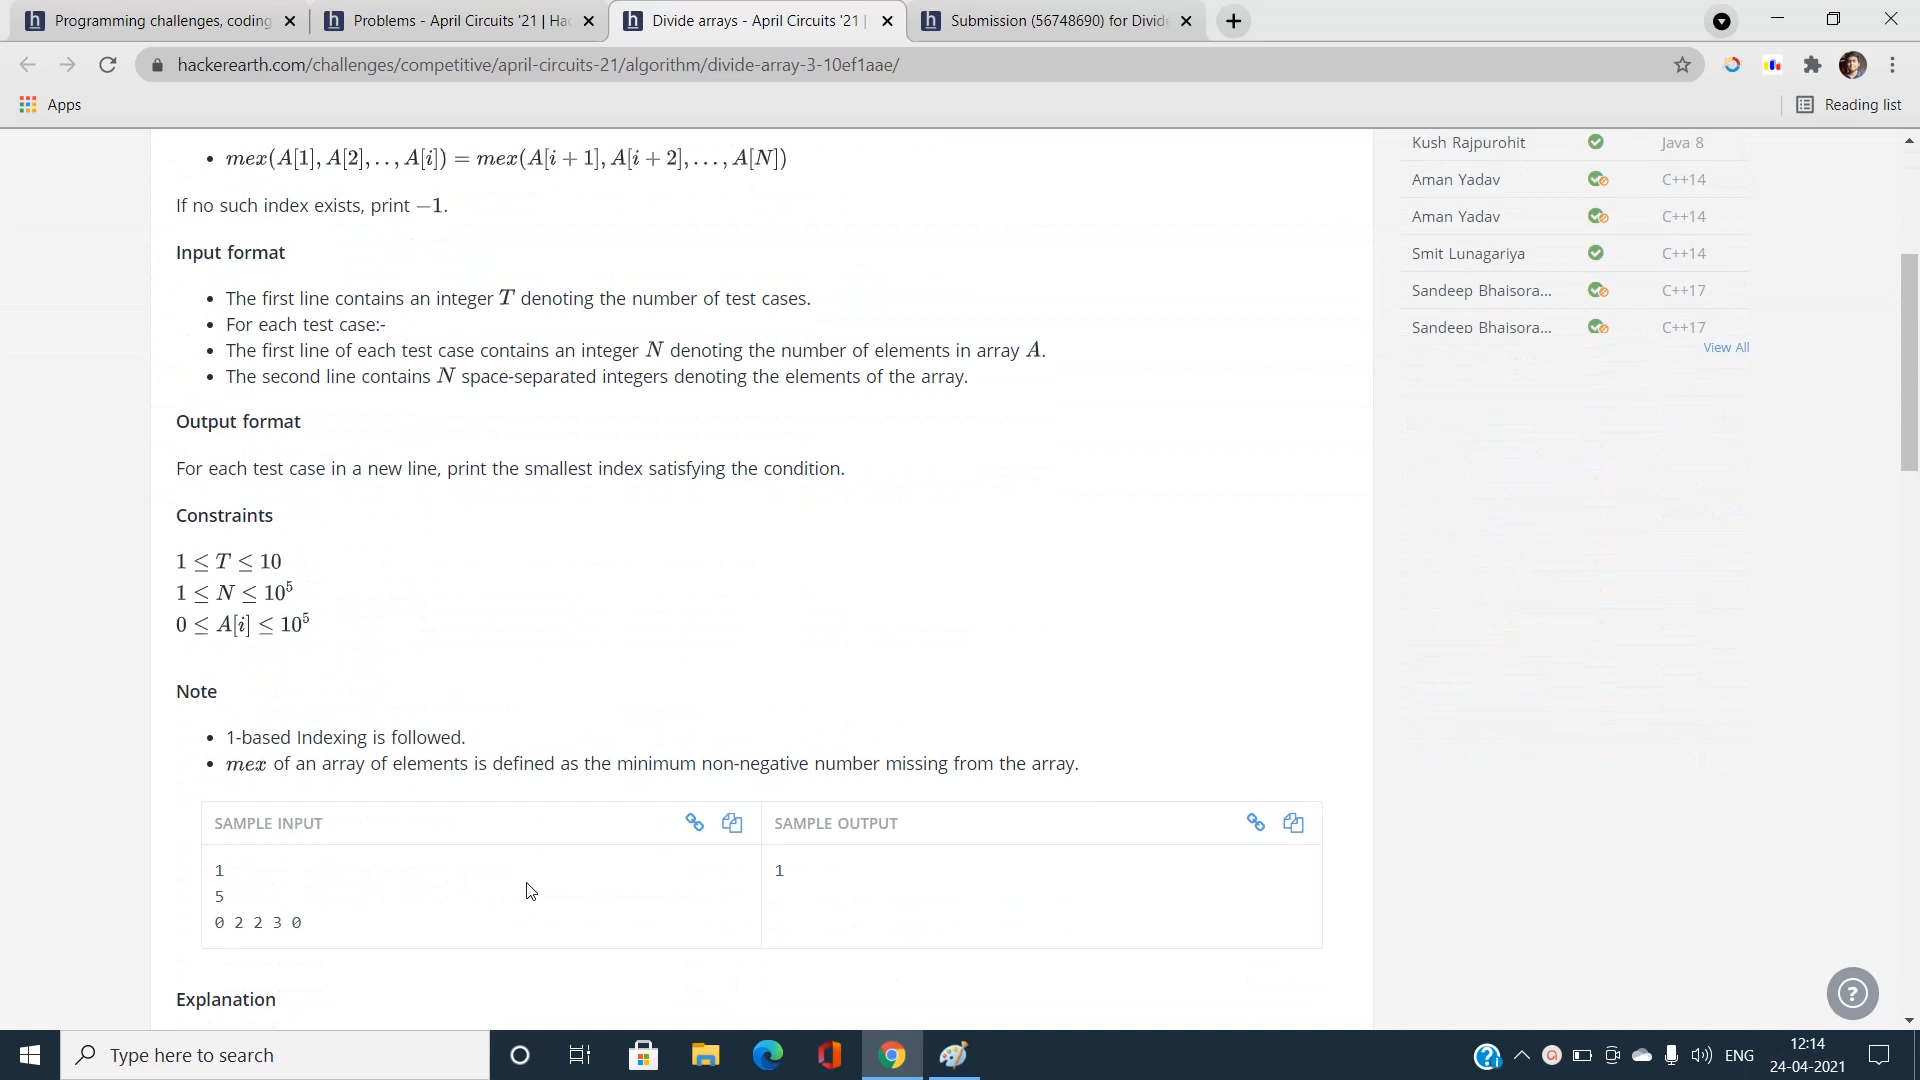 Programming challenges, coding
Problems - April Circuits '21 | Ha
Divide arrays - April Circuits '21 |
Submission (56748690) for Divide
hackerearth.com/challenges/competitive/april-circuits-21/algorithm/divide-array-3-10ef1aae/
Apps
Reading list
mex(A[1], A[2], . . , A[i]) = mex(A[i + 1], A[i + 2], . . . , A[N])
If no such index exists, print −1.
Input format
The first line contains an integer T denoting the number of test cases.
For each test case:-
The first line of each test case contains an integer N denoting the number of elements in array A.
The second line contains N space-separated integers denoting the elements of the array.
Output format
For each test case in a new line, print the smallest index satisfying the condition.
Constraints
1 ≤ T ≤ 10
1 ≤ N ≤ 10⁵
0 ≤ A[i] ≤ 10⁵
Note
1-based Indexing is followed.
mex of an array of elements is defined as the minimum non-negative number missing from the array.
SAMPLE INPUT
1
5
0 2 2 3 0
SAMPLE OUTPUT
1
Explanation
Kush Rajpurohit Java 8
Aman Yadav C++14
Aman Yadav C++14
Smit Lunagariya C++14
Sandeep Bhaisora... C++17
Sandeep Bhaisora... C++17
View All
Type here to search
ENG
12:14
24-04-2021